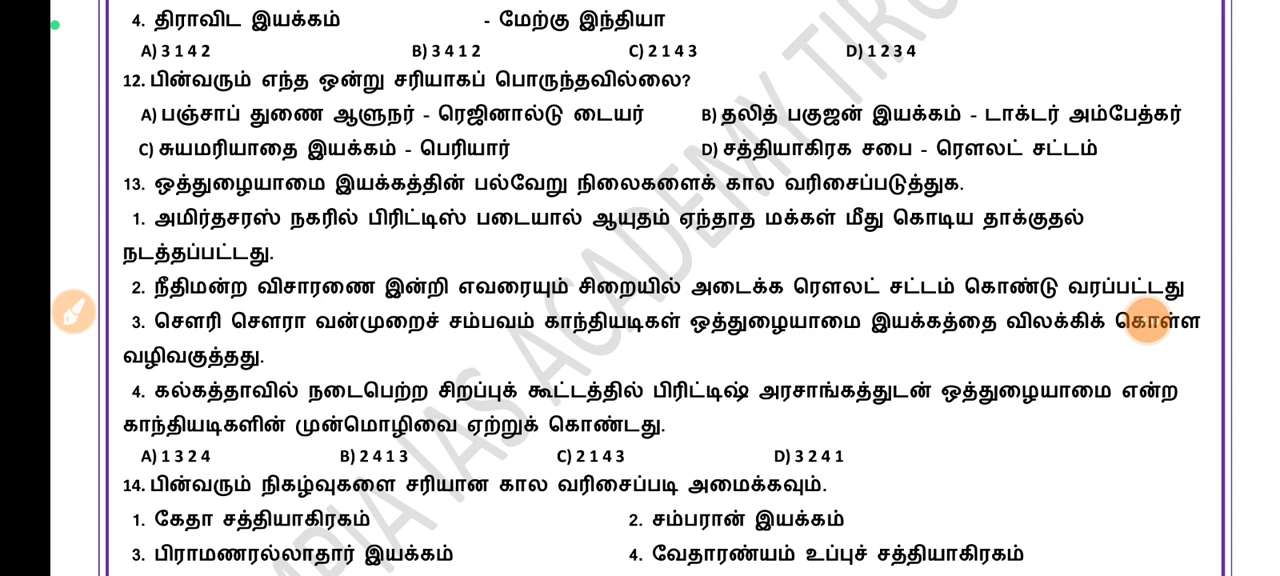 4. திராவிட இயக்கம் - மேற்கு இந்தியா
A) 3 1 4 2 B) 3 4 1 2 C) 2 1 4 3 D) 1 2 3 4
12. பின்வரும் எந்த ஒன்று சரியாகப் பொருந்தவில்லை?
A) பஞ்சாப் துணை ஆளுநர் - ரெஜினால்டு டையர் B) தலித் பகுஜன் இயக்கம் - டாக்டர் அம்பேத்கர்
C) சுயமரியாதை இயக்கம் - பெரியார் D) சத்தியாகிரக சபை - ரௌலட் சட்டம்
13. ஒத்துழையாமை இயக்கத்தின் பல்வேறு நிலைகளைக் கால வரிசைப்படுத்துக.
1. அமிர்தசரஸ் நகரில் பிரிட்டிஸ் படையால் ஆயுதம் ஏந்தாத மக்கள் மீது கொடிய தாக்குதல்
நடத்தப்பட்டது.
2. நீதிமன்ற விசாரணை இன்றி எவரையும் சிறையில் அடைக்க ரௌலட் சட்டம் கொண்டு வரப்பட்டது
3. சௌரி சௌரா வன்முறைச் சம்பவம் காந்தியடிகள் ஒத்துழையாமை இயக்கத்தை விலக்கிக் கொள்ள
வழிவகுத்தது.
4. கல்கத்தாவில் நடைபெற்ற சிறப்புக் கூட்டத்தில் பிரிட்டிஷ் அரசாங்கத்துடன் ஒத்துழையாமை என்ற
காந்தியடிகளின் முன்மொழிவை ஏற்றுக் கொண்டது.
A) 1 3 2 4 B) 2 4 1 3 C) 2 1 4 3 D) 3 2 4 1
14. பின்வரும் நிகழ்வுகளை சரியான கால வரிசைப்படி அமைக்கவும்.
1. கேதா சத்தியாகிரகம் 2. சம்பரான் இயக்கம்
3. பிராமணரல்லாதார் இயக்கம் 4. வேதாரண்யம் உப்புச் சத்தியாகிரகம்
IAS ACADEMY